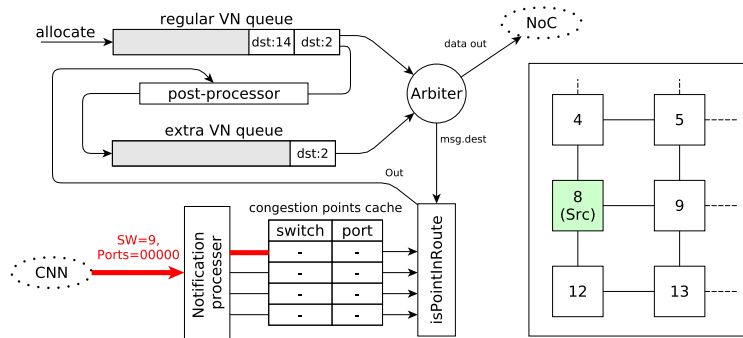 regular VN queue
NoC
allocate
dst:14 dst:2
data out
post-processor
Arbiter
extra VN queue
msg.dest
dst:2
Out
congestion points cache
switch port
SW=9,
Ports=00000
CNN
Notification
processer
- -
- -
- -
- -
isPointInRoute
4 5
8
(Src)
9
12 13